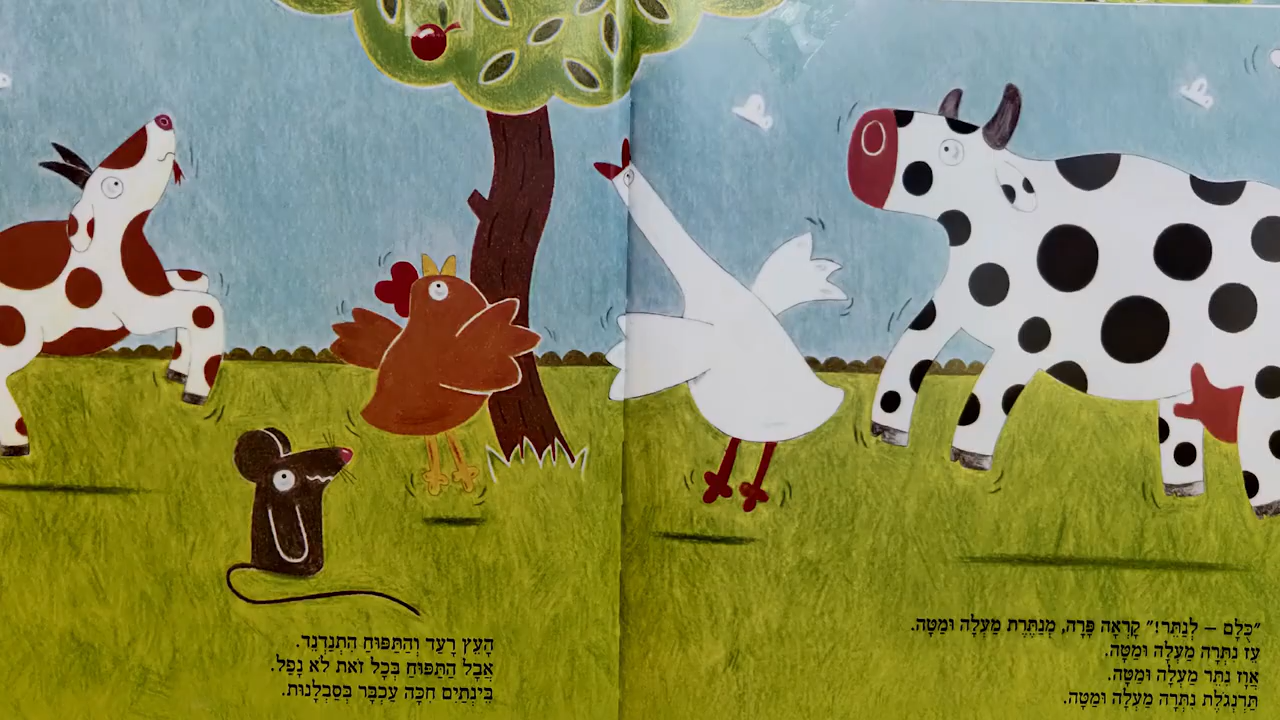 "כֻּלָּם – לְנַתֵּר!" קָרְאָה פָּרָה, מְנַתֶּרֶת מַעְלָה וּמַטָּה.
עֵז נִתְּרָה מַעְלָה וּמַטָּה.
אֲוָז נִתֵּר מַעְלָה וּמַטָּה.
תַּרְנְגֹלֶת נִתְּרָה מַעְלָה וּמַטָּה.
הָעֵץ רָעַד וְהַתַּפּוּחַ הִתְנַדְנֵד.
אֲבָל הַתַּפּוּחַ בְּכָל זֹאת לֹא נָפַל.
בֵּינְתַיִם חִכָּה עַכְבָּר בְּסַבְלָנוּת.